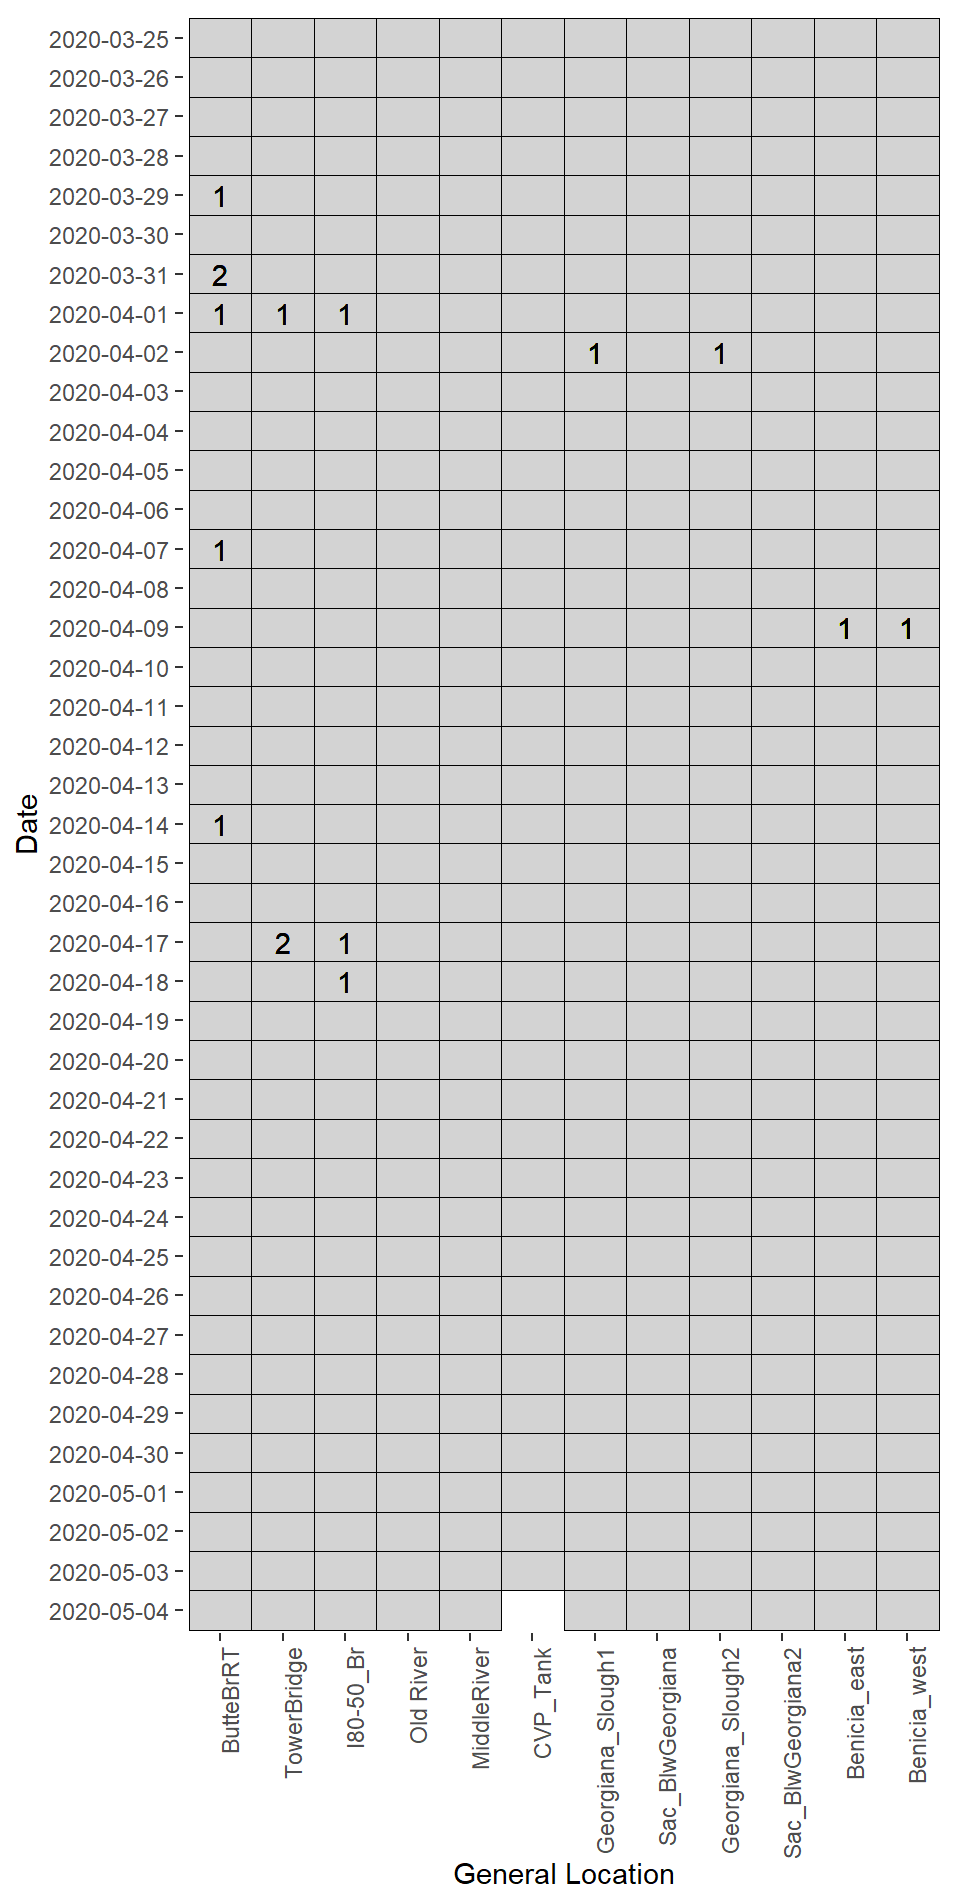 2020-03-25
2020-03-26
2020-03-27
2020-03-28
2020-03-29 1
2020-03-30
2020-03-31 2
2020-04-01 1 1 1
2020-04-02 1 1
2020-04-03
2020-04-04
2020-04-05
2020-04-06
2020-04-07 1
2020-04-08
2020-04-09 1 1
2020-04-10
2020-04-11
2020-04-12
2020-04-13
2020-04-14 1
2020-04-15
2020-04-16
2020-04-17 2 1
2020-04-18 1
2020-04-19
2020-04-20
2020-04-21
2020-04-22
2020-04-23
2020-04-24
2020-04-25
2020-04-26
2020-04-27
2020-04-28
2020-04-29
2020-04-30
2020-05-01
2020-05-02
2020-05-03
2020-05-04
Date
ButteBrRT
TowerBridge
I80-50_Br
Old River
MiddleRiver
CVP_Tank
Georgiana_Slough1
Sac_BlwGeorgiana
Georgiana_Slough2
Sac_BlwGeorgiana2
Benicia_east
Benicia_west
General Location